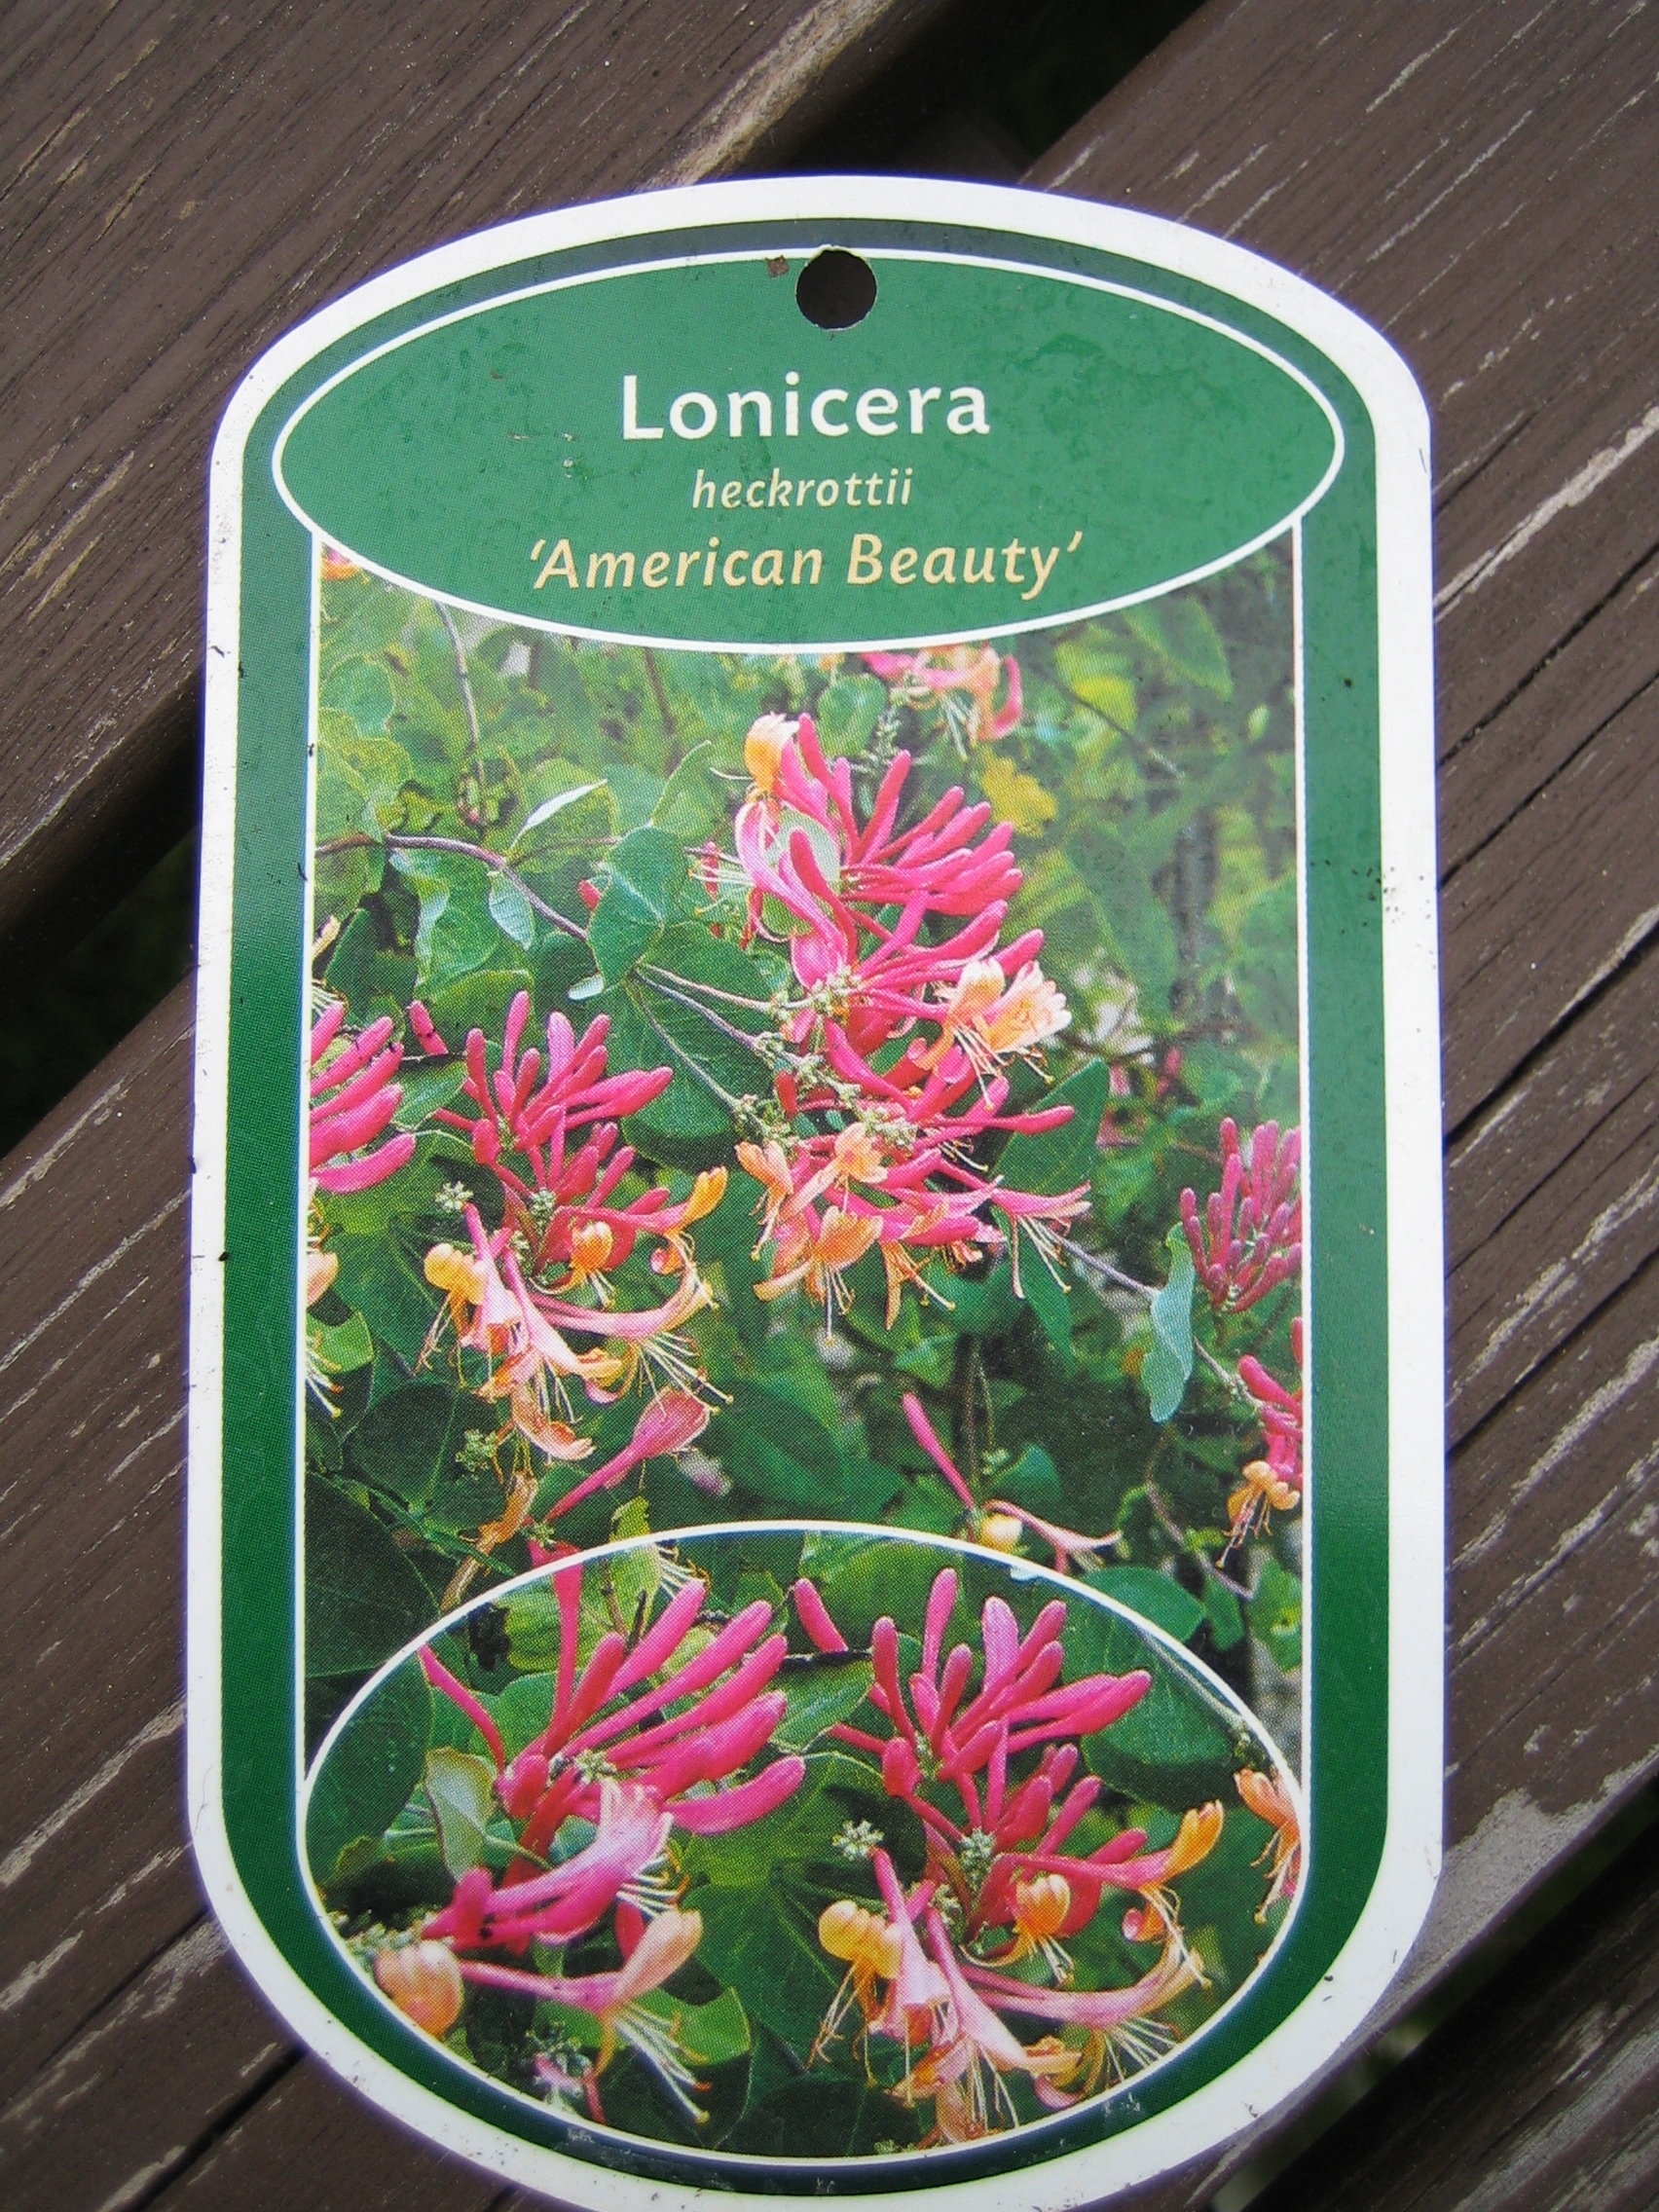 Lonicera
heckrottii
‘American Beauty’